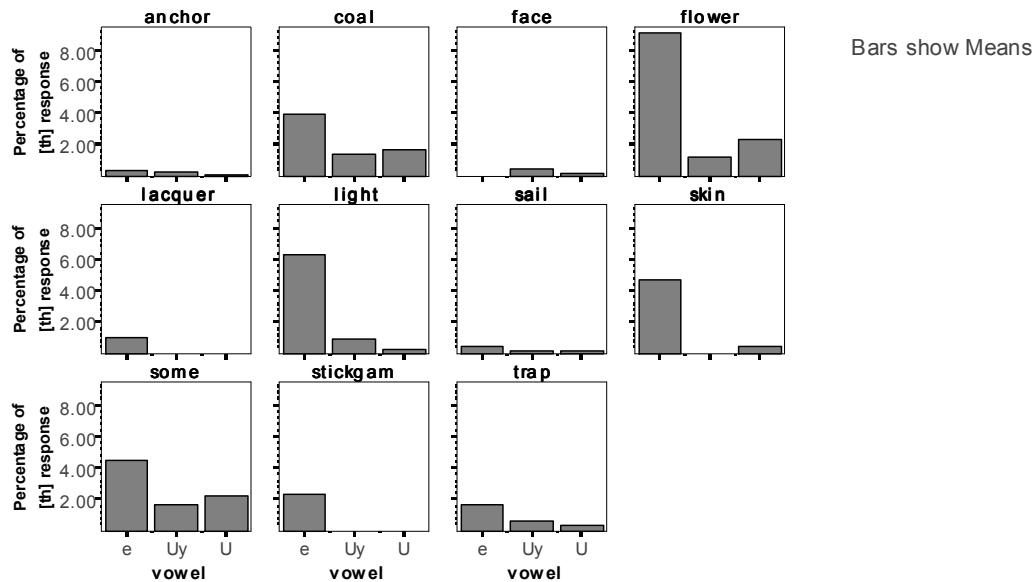 anchor coal face flower
Bars show Means
Percentage of
[th] response
8.00
6.00
4.00
2.00
lacquer light sail skin
Percentage of
[th] response
8.00
6.00
4.00
2.00
some stickgam trap
Percentage of
[th] response
8.00
6.00
4.00
2.00
e Uy U e Uy U e Uy U
vowel vowel vowel